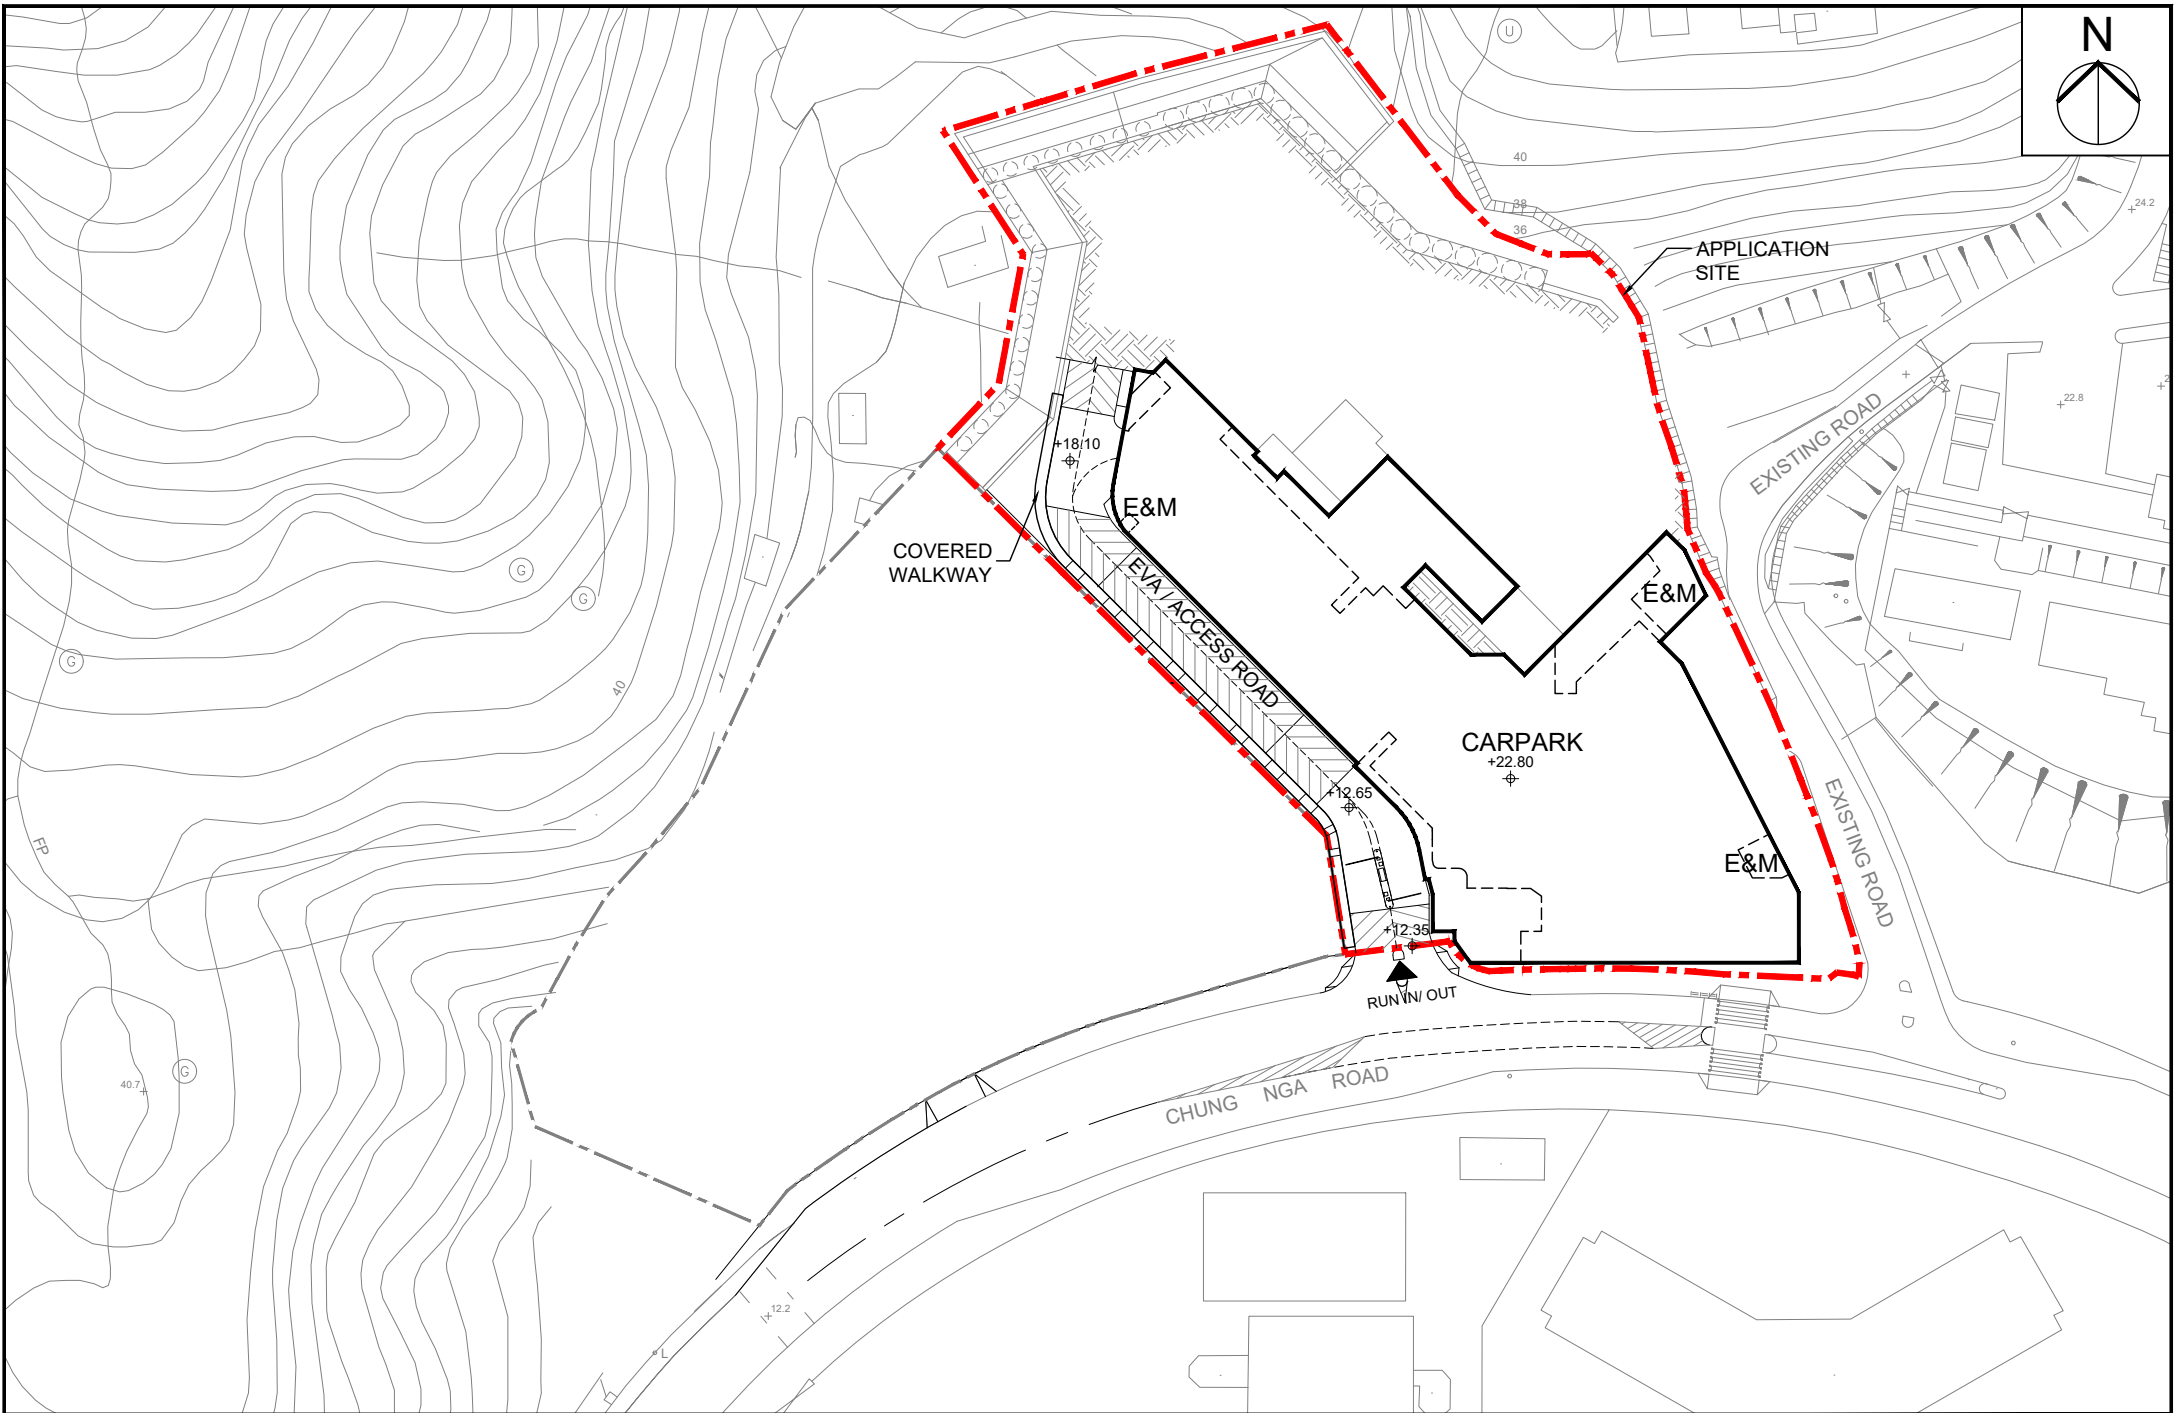 N
U
40
38
36
24.2
APPLICATION
SITE
22.8
EXISTING ROAD
+18.10
E&M
COVERED
WALKWAY
EVA / ACCESS ROAD
E&M
G
G
G
40
CARPARK
+22.80
+12.65
EXISTING ROAD
FP
E&M
+12.35
RUN IN/ OUT
G
40.7
CHUNG NGA ROAD
12.2
L